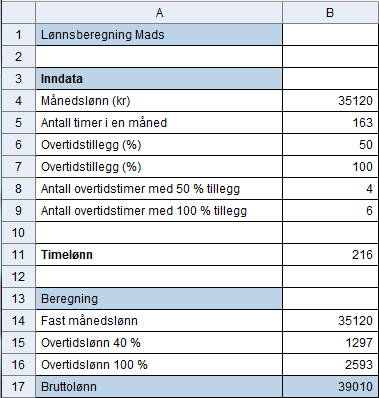 A B
1 Lønnsberegning Mads
2
3 Inndata
4 Månedslønn (kr) 35120
5 Antall timer i en måned 163
6 Overtidstillegg (%) 50
7 Overtidstillegg (%) 100
8 Antall overtidstimer med 50 % tillegg 4
9 Antall overtidstimer med 100 % tillegg 6
10
11 Timelønn 216
12
13 Beregning
14 Fast månedslønn 35120
15 Overtidslønn 40 % 1297
16 Overtidslønn 100 % 2593
17 Bruttolønn 39010